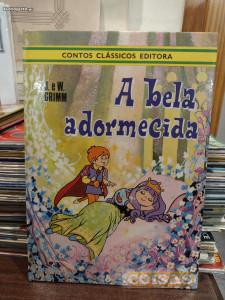 CONTOS CLÁSSICOS EDITORA
J. e W.
GRIMM
A bela
adormecida